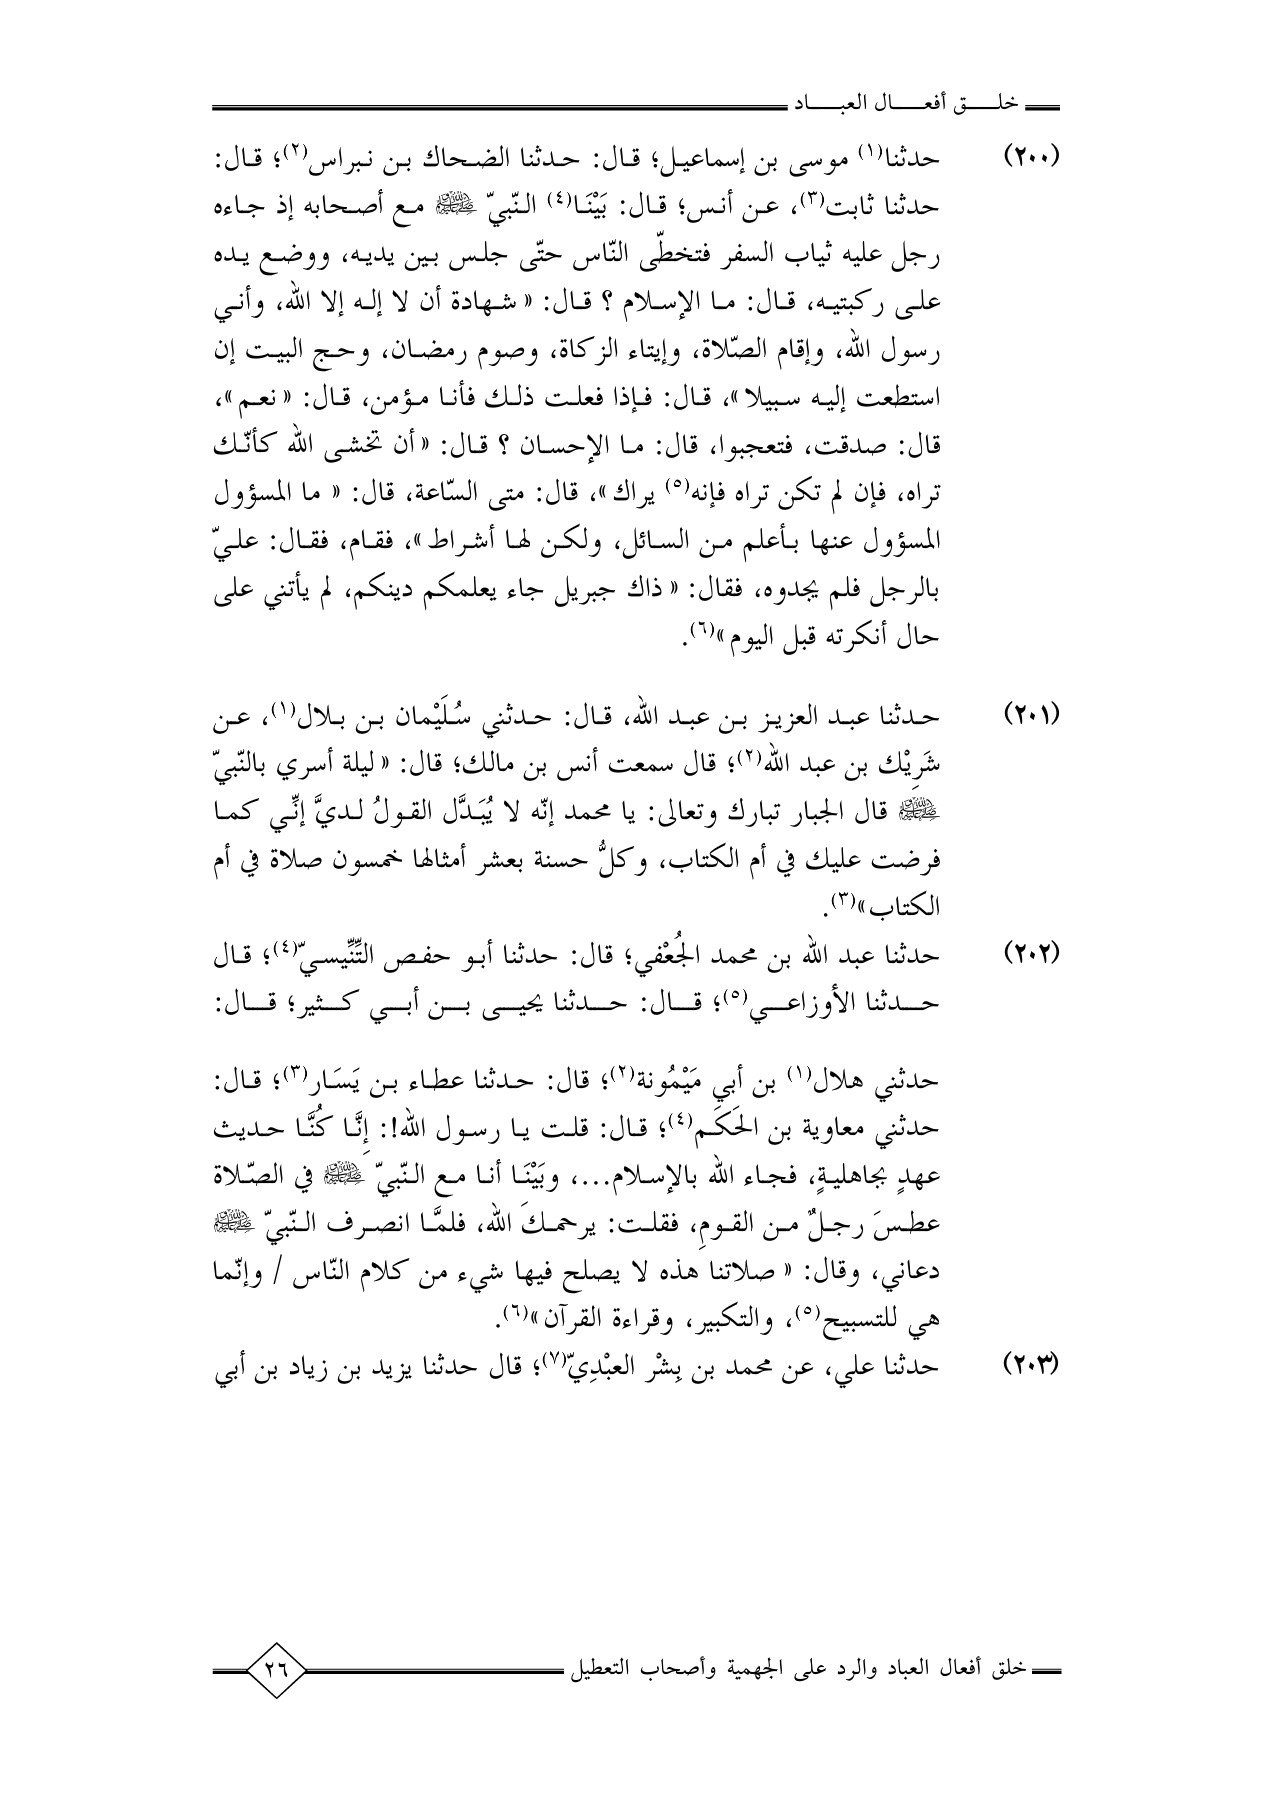 خلــــق أفعــــال العبــــاد
(٢٠٠) حدثنا(١) موسى بن إسماعيل؛ قال: حدثنا الضحاك بن نبراس(٢)؛ قال:
حدثنا ثابت(٣)، عن أنس؛ قال: بَيْنَا(٤) النّبيّ ﷺ مع أصحابه إذ جاءه
رجل عليه ثياب السفر فتخطّى النّاس حتّى جلس بين يديه، ووضع يده
على ركبتيه، قال: ما الإسلام ؟ قال: « شهادة أن لا إله إلا الله، وأني
رسول الله، وإقام الصّلاة، وإيتاء الزكاة، وصوم رمضان، وحج البيت إن
استطعت إليه سبيلا »، قال: فإذا فعلت ذلك فأنا مؤمن، قال: « نعم »،
قال: صدقت، فتعجبوا، قال: ما الإحسان ؟ قال: « أن تخشى الله كأنّك
تراه، فإن لم تكن تراه فإنه(٥) يراك »، قال: متى السّاعة، قال: « ما المسؤول
المسؤول عنها بأعلم من السائل، ولكن لها أشراط »، فقام، فقال: عليّ
بالرجل فلم يجدوه، فقال: « ذاك جبريل جاء يعلمكم دينكم، لم يأتني على
حال أنكرته قبل اليوم »(٦).
(٢٠١) حدثنا عبد العزيز بن عبد الله، قال: حدثني سُلَيْمان بن بلال(١)، عن
شَرِيْك بن عبد الله(٢)؛ قال سمعت أنس بن مالك؛ قال: « ليلة أسري بالنّبيّ
ﷺ قال الجبار تبارك وتعالى: يا محمد إنّه لا يُبَدَّل القولُ لديَّ إنِّي كما
فرضت عليك في أم الكتاب، وكلُّ حسنة بعشر أمثالها خمسون صلاة في أم
الكتاب »(٣).
(٢٠٢) حدثنا عبد الله بن محمد الجُعْفي؛ قال: حدثنا أبو حفص التِّنِّيسيّ(٤)؛ قال
حدثنا الأوزاعي(٥)؛ قال: حدثنا يحيى بن أبي كثير؛ قال:
حدثني هلال(١) بن أبي مَيْمُونة(٢)؛ قال: حدثنا عطاء بن يَسَار(٣)؛ قال:
حدثني معاوية بن الحَكَم(٤)؛ قال: قلت يا رسول الله!: إِنَّا كُنَّا حديث
عهدٍ بجاهليةٍ، فجاء الله بالإسلام...، وبَيْنَا أنا مع النّبيّ ﷺ في الصّلاة
عطسَ رجلٌ من القومِ، فقلت: يرحمكَ الله، فلمَّا انصرف النّبيّ ﷺ
دعاني، وقال: « صلاتنا هذه لا يصلح فيها شيء من كلام النّاس / وإنّما
هي للتسبيح(٥)، والتكبير، وقراءة القرآن »(٦).
(٢٠٣) حدثنا علي، عن محمد بن بِشْر العبْدِيّ(٧)؛ قال حدثنا يزيد بن زياد بن أبي
خلق أفعال العباد والرد على الجهمية وأصحاب التعطيل ٢٦